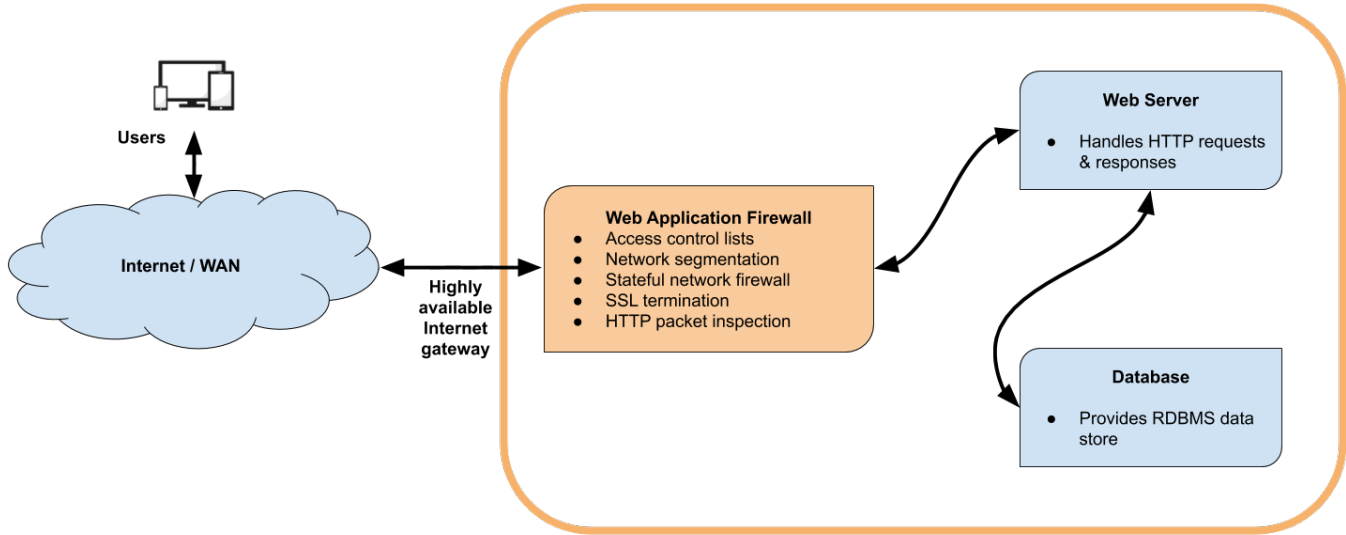 Users
Internet / WAN
Highly
available
Internet
gateway
Web Application Firewall
● Access control lists
● Network segmentation
● Stateful network firewall
● SSL termination
● HTTP packet inspection
Web Server
● Handles HTTP requests
& responses
Database
● Provides RDBMS data
store